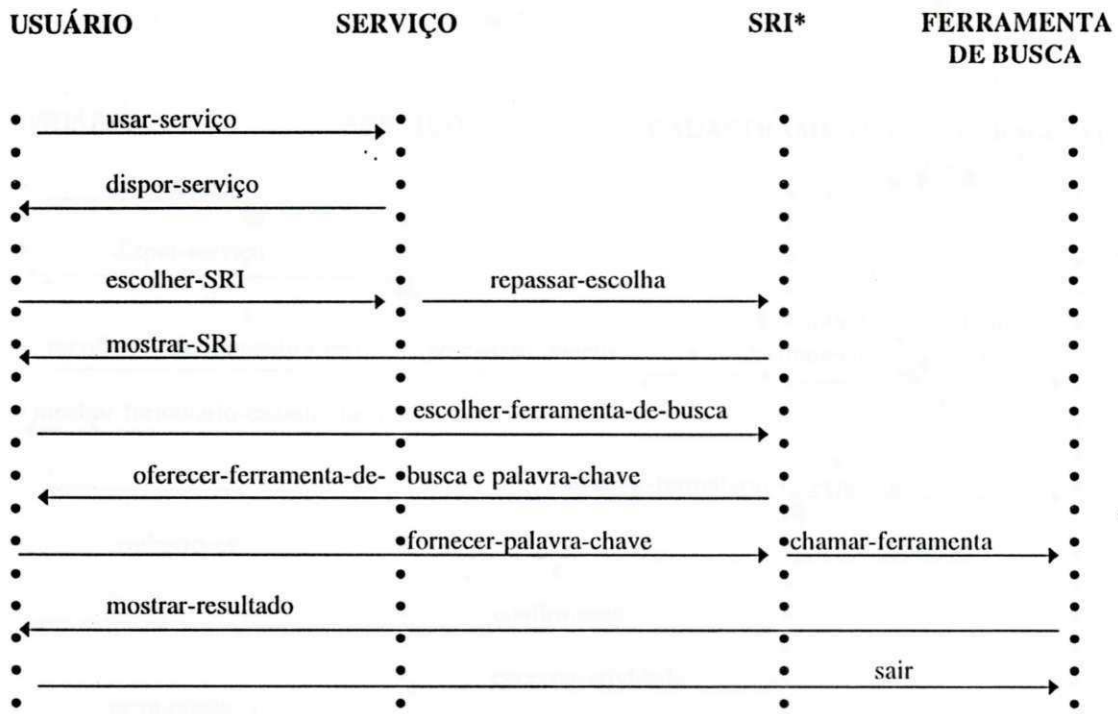 USUÁRIO SERVIÇO SRI* FERRAMENTA
DE BUSCA
usar-serviço
dispor-serviço
escolher-SRI repassar-escolha
mostrar-SRI
escolher-ferramenta-de-busca
oferecer-ferramenta-de- busca e palavra-chave
fornecer-palavra-chave chamar-ferramenta
mostrar-resultado
sair